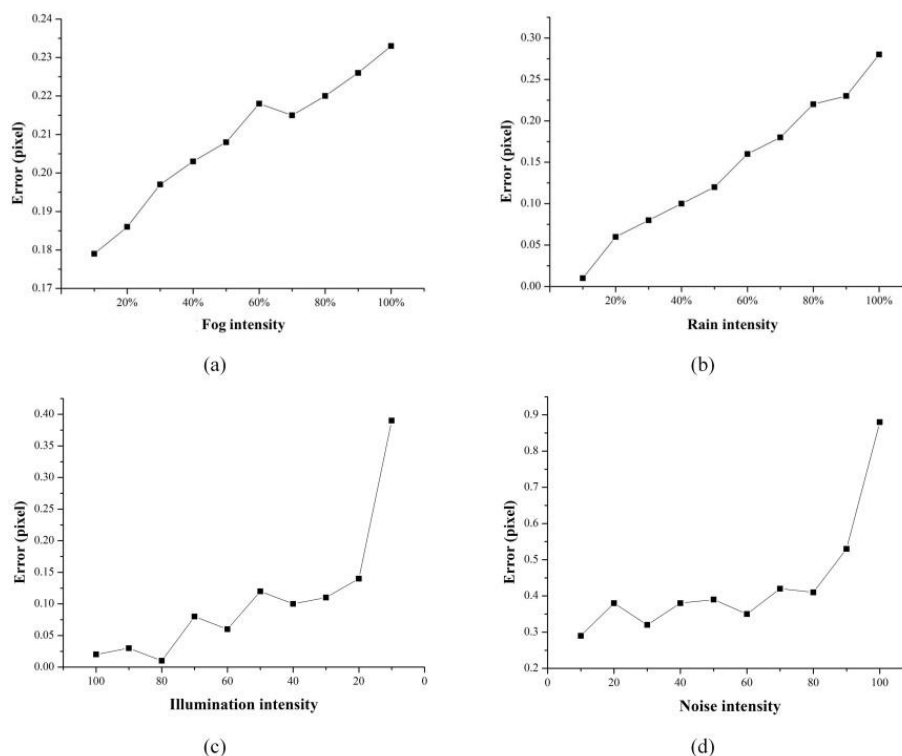 0.24
0.23
0.22
0.21
0.20
0.19
0.18
0.17
Error (pixel)
20% 40% 60% 80% 100%
Fog intensity
(a)
0.30
0.25
0.20
0.15
0.10
0.05
0.00
Error (pixel)
20% 40% 60% 80% 100%
Rain intensity
(b)
0.40
0.35
0.30
0.25
0.20
0.15
0.10
0.05
0.00
Error (pixel)
100 80 60 40 20 0
Illumination intensity
(c)
0.9
0.8
0.7
0.6
0.5
0.4
0.3
0.2
Error (pixel)
0 20 40 60 80 100
Noise intensity
(d)